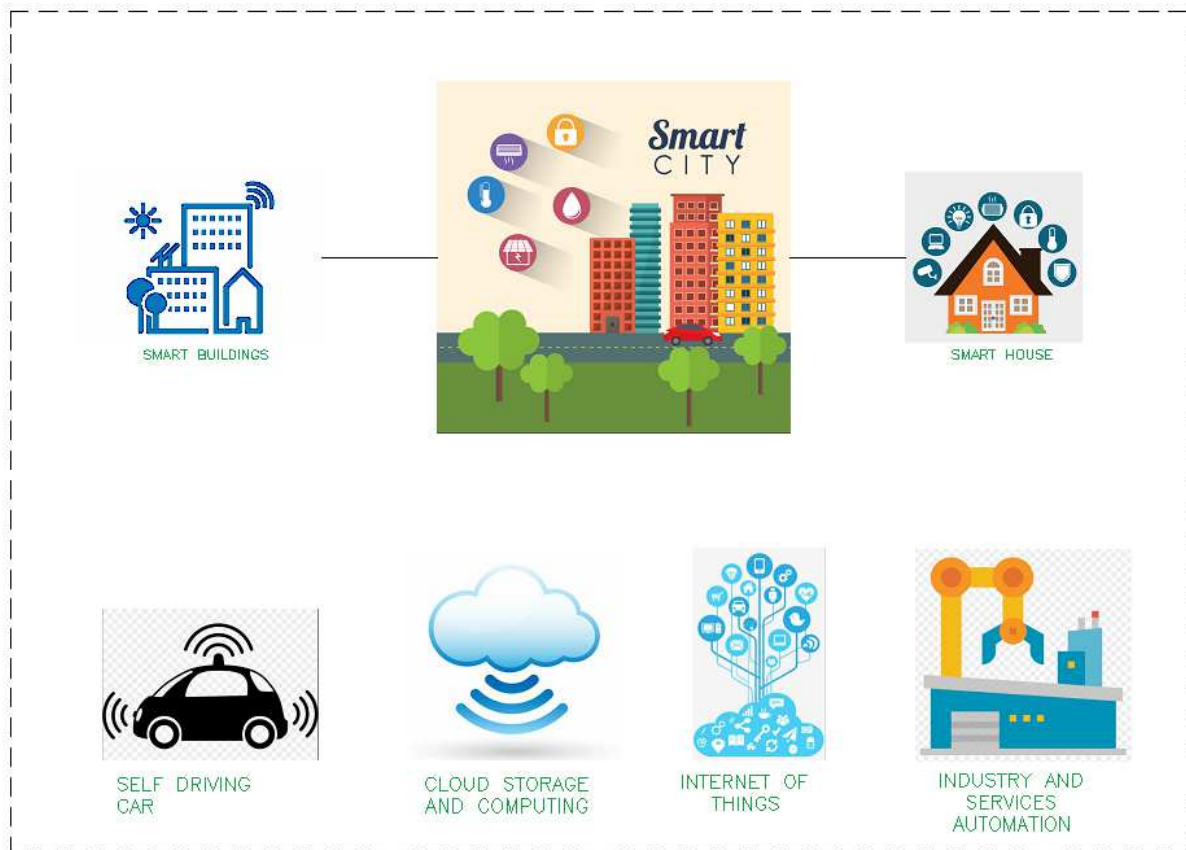 Smart
CITY
SMART BUILDINGS
SMART HOUSE
SELF DRIVING
CAR
CLOUD STORAGE
AND COMPUTING
INTERNET OF
THINGS
INDUSTRY AND
SERVICES
AUTOMATION